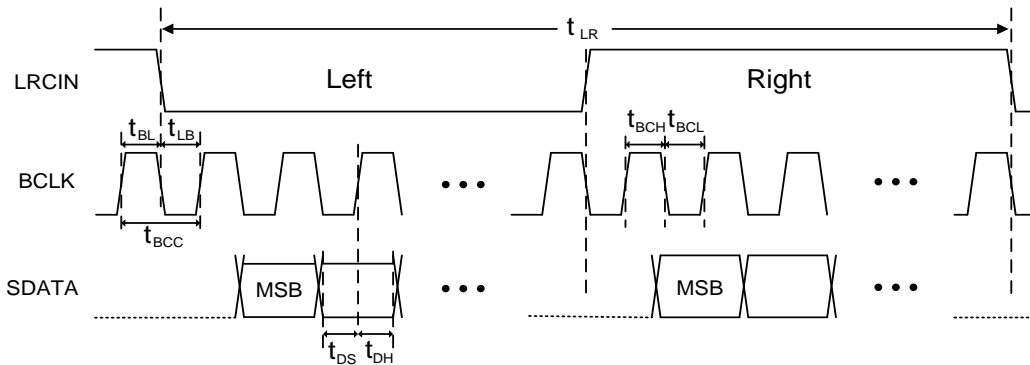 t LR
LRCIN
Left
Right
t BL
t LB
t BCH
t BCL
BCLK
t BCC
SDATA
MSB
MSB
t DS
t DH